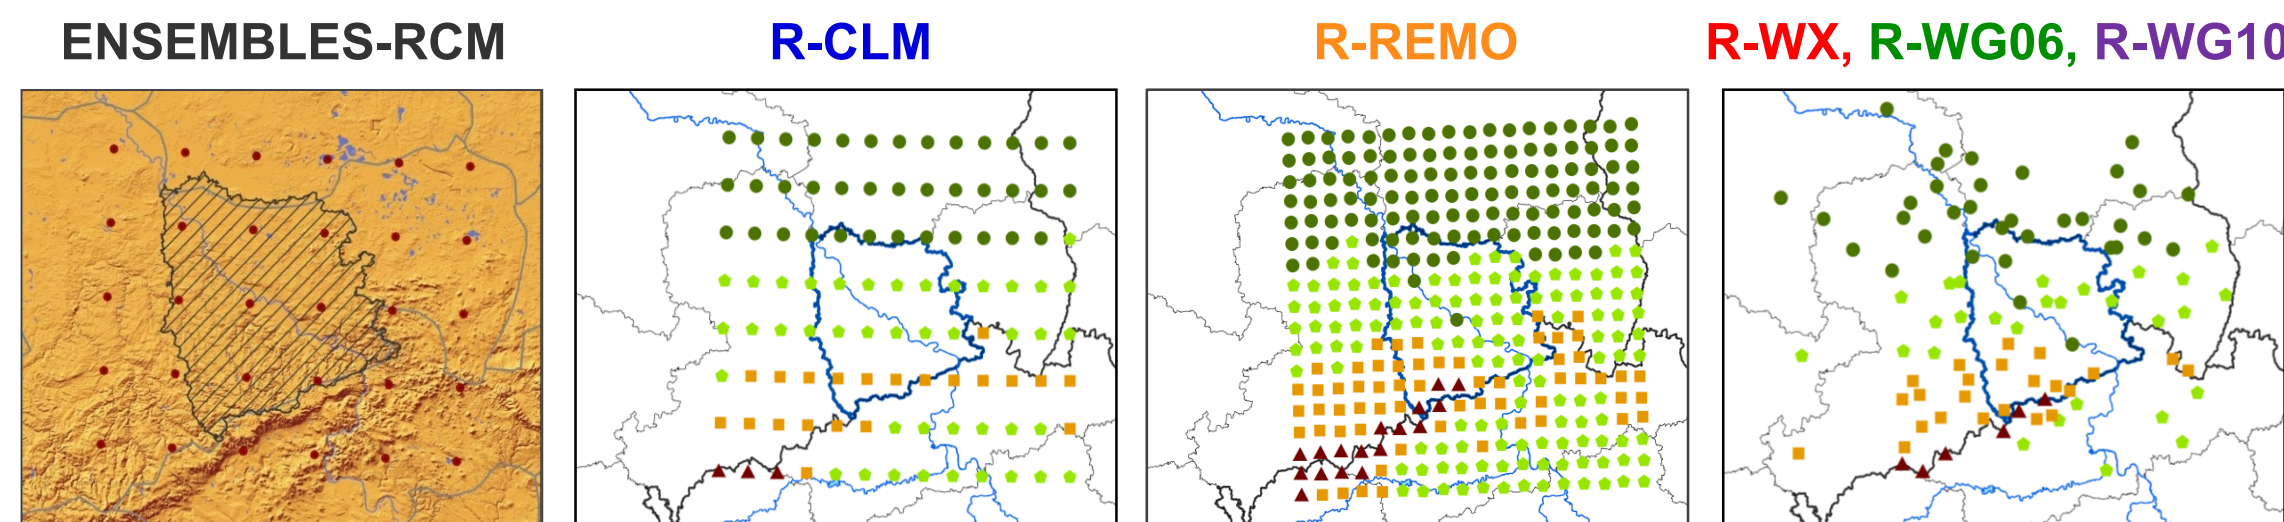 ENSEMBLES-RCM R-CLM R-REMO R-WX, R-WG06, R-WG10